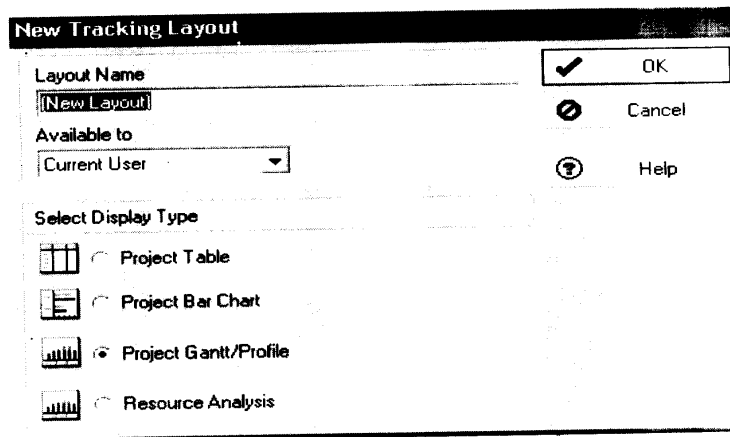 New Tracking Layout
Layout Name
(New Layout)
Available to
Current User
OK
Cancel
Help
Select Display Type
Project Table
Project Bar Chart
Project Gantt/Profile
Resource Analysis